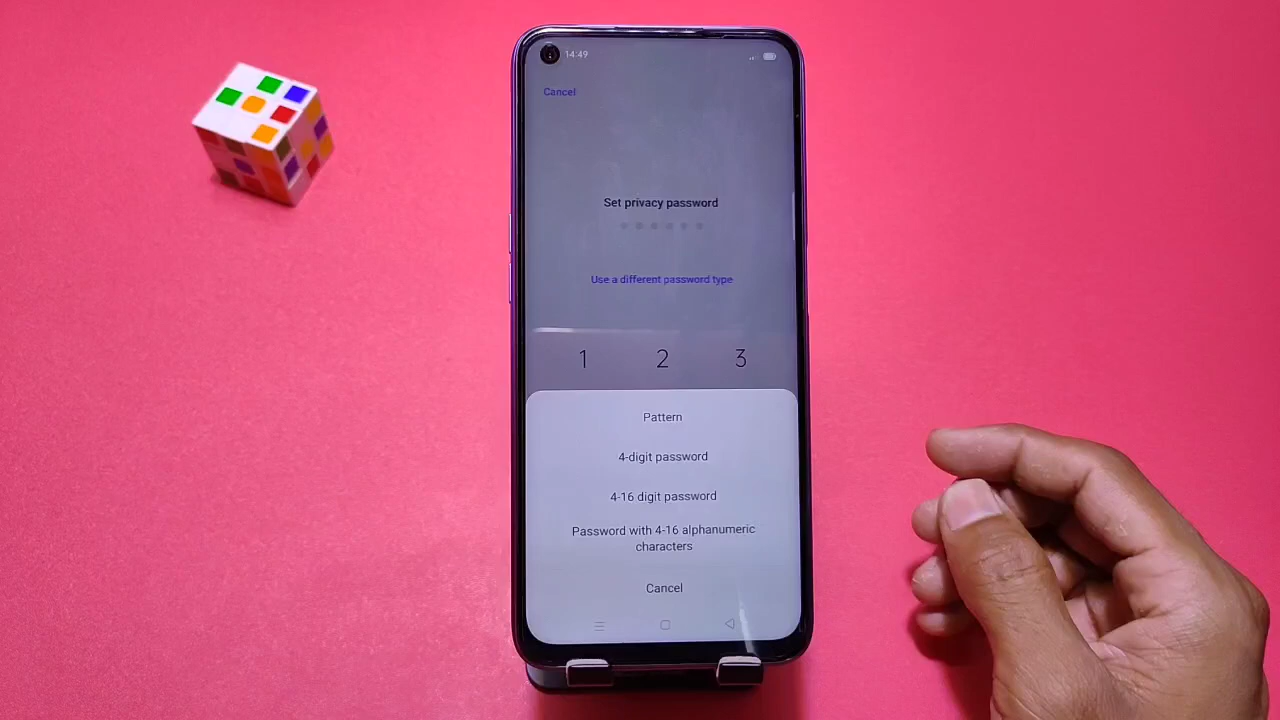 14:49
Cancel
Set privacy password
Use a different password type
1 2 3
Pattern
4-digit password
4-16 digit password
Password with 4-16 alphanumeric
characters
Cancel